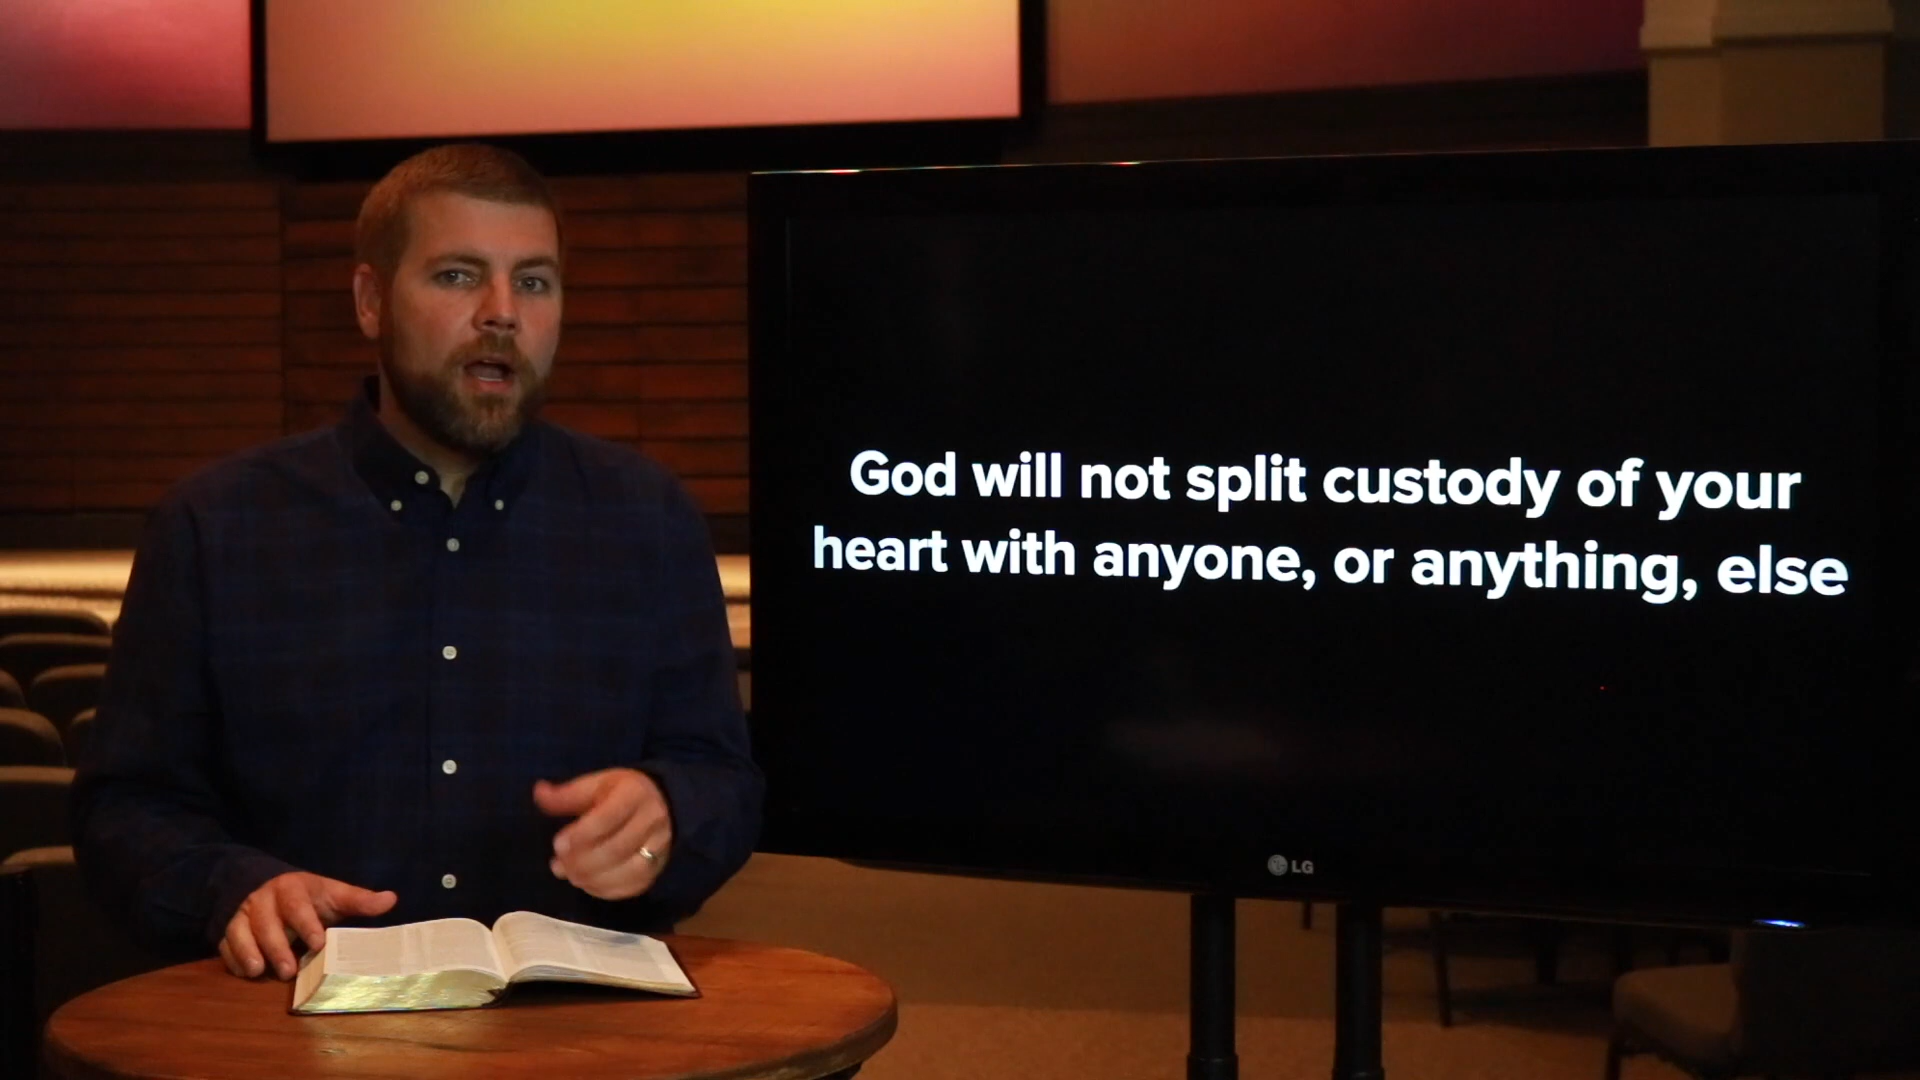 God will not split custody of your
heart with anyone, or anything, else
LG